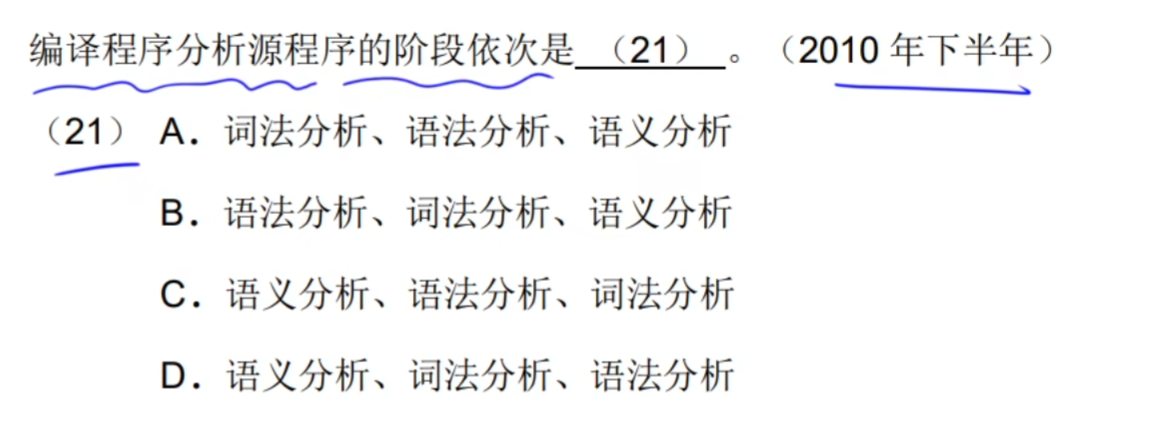 编译程序分析源程序的阶段依次是（21）。（2010 年下半年）
（21） A．词法分析、语法分析、语义分析
B．语法分析、词法分析、语义分析
C．语义分析、语法分析、词法分析
D．语义分析、词法分析、语法分析